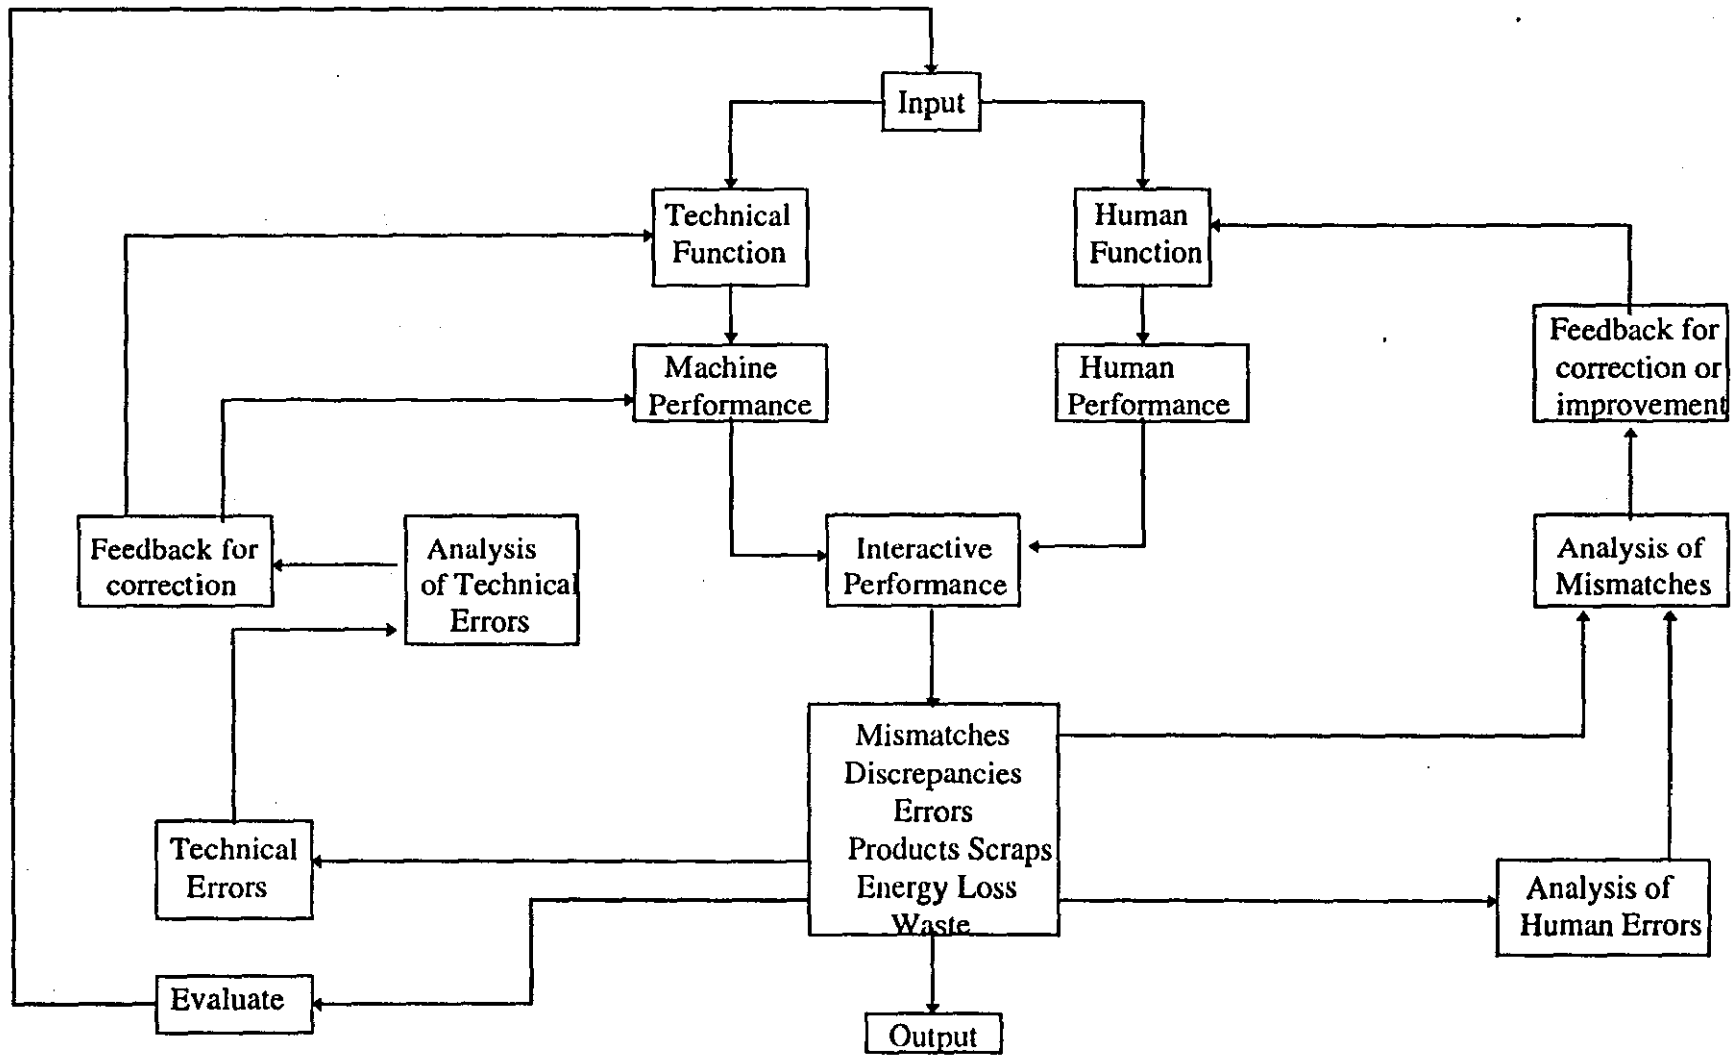 Input
Technical
Function
Human
Function
Machine
Performance
Human
Performance
Feedback for
correction or
improvement
Feedback for
correction
Analysis
of Technical
Errors
Interactive
Performance
Analysis of
Mismatches
Mismatches
Discrepancies
Errors
Products Scraps
Energy Loss
Waste
Technical
Errors
Analysis of
Human Errors
Evaluate
Output